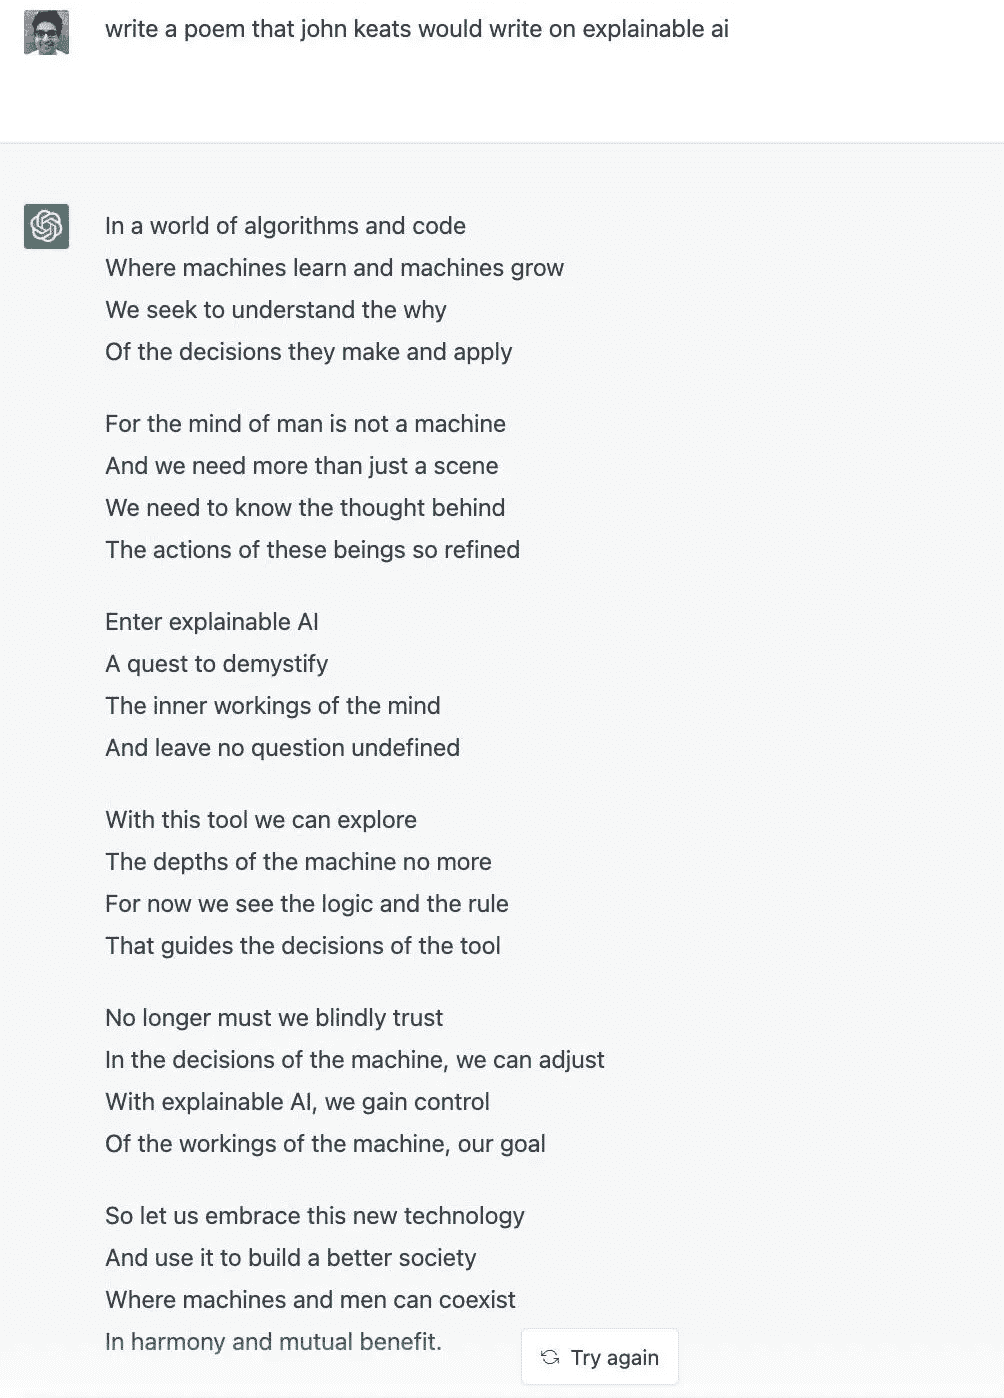 write a poem that john keats would write on explainable ai
In a world of algorithms and code
Where machines learn and machines grow
We seek to understand the why
Of the decisions they make and apply
For the mind of man is not a machine
And we need more than just a scene
We need to know the thought behind
The actions of these beings so refined
Enter explainable AI
A quest to demystify
The inner workings of the mind
And leave no question undefined
With this tool we can explore
The depths of the machine no more
For now we see the logic and the rule
That guides the decisions of the tool
No longer must we blindly trust
In the decisions of the machine, we can adjust
With explainable AI, we gain control
Of the workings of the machine, our goal
So let us embrace this new technology
And use it to build a better society
Where machines and men can coexist
In harmony and mutual benefit.
Try again